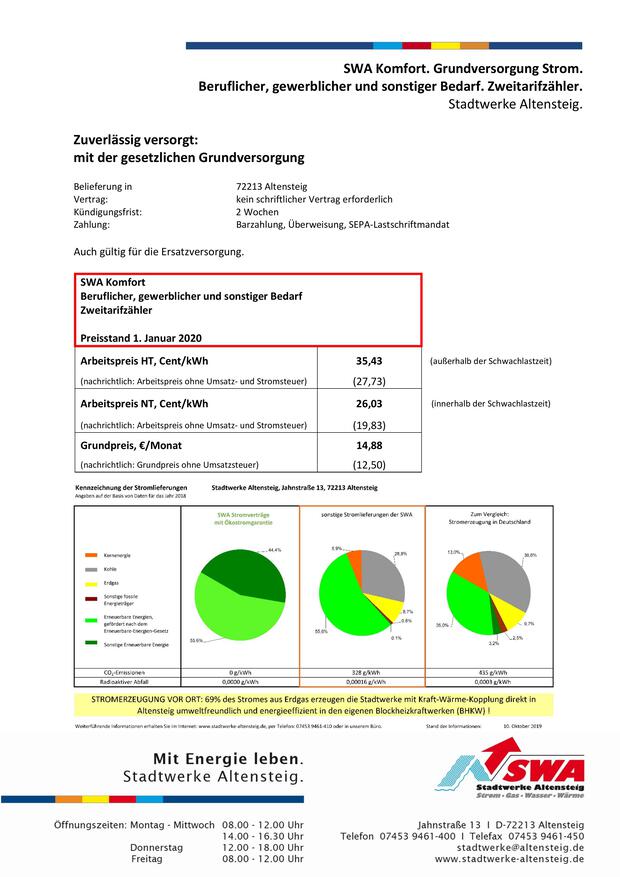 SWA Komfort. Grundversorgung Strom.
Beruflicher, gewerblicher und sonstiger Bedarf. Zweitarifzähler.
Stadtwerke Altensteig.
Zuverlässig versorgt:
mit der gesetzlichen Grundversorgung
Belieferung in 72213 Altensteig
Vertrag: kein schriftlicher Vertrag erforderlich
Kündigungsfrist: 2 Wochen
Zahlung: Barzahlung, Überweisung, SEPA-Lastschriftmandat
Auch gültig für die Ersatzversorgung.
SWA Komfort
Beruflicher, gewerblicher und sonstiger Bedarf
Zweitarifzähler
Preisstand 1. Januar 2020
Arbeitspreis HT, Cent/kWh 35,43 (außerhalb der Schwachlastzeit)
(nachrichtlich: Arbeitspreis ohne Umsatz- und Stromsteuer) (27,73)
Arbeitspreis NT, Cent/kWh 26,03 (innerhalb der Schwachlastzeit)
(nachrichtlich: Arbeitspreis ohne Umsatz- und Stromsteuer) (19,83)
Grundpreis, €/Monat 14,88
(nachrichtlich: Grundpreis ohne Umsatzsteuer) (12,50)
Kennzeichnung der Stromlieferungen Stadtwerke Altensteig, Jahnstraße 13, 72213 Altensteig
Angaben auf der Basis von Daten für das Jahr 2018
SWA Stromverträge
mit Ökostromgarantie
sonstige Stromlieferungen der SWA
Zum Vergleich:
Stromerzeugung in Deutschland
Kernenergie
Kohle
Erdgas
Sonstige fossile
Energieträger
Erneuerbare Energien,
gefördert nach dem
Erneuerbare-Energien-Gesetz
Sonstige Erneuerbare Energie
44,4%
55,6%
28,8%
0,1%
55,8%
13,0%
2,5%
3,2%
CO₂-Emissionen 0 g/kWh 328 g/kWh 435 g/kWh
Radioaktiver Abfall 0,0000 g/kWh 0,00016 g/kWh 0,0003 g/kWh
STROMERZEUGUNG VOR ORT: 69% des Stromes aus Erdgas erzeugen die Stadtwerke mit Kraft-Wärme-Kopplung direkt in
Altensteig umweltfreundlich und energieeffizient in den eigenen Blockheizkraftwerken (BHKW) !
Weiterführende Informationen erhalten Sie im Internet: www.stadtwerke-altensteig.de, per Telefon: 07453 9461-410 oder in unserem Büro. Stand der Informationen: 10. Oktober 2019
Mit Energie leben.
Stadtwerke Altensteig.
SWA
Stadtwerke Altensteig
Strom - Gas - Wasser - Wärme
Öffnungszeiten: Montag - Mittwoch 08.00 - 12.00 Uhr
14.00 - 16.30 Uhr
Donnerstag 12.00 - 18.00 Uhr
Freitag 08.00 - 12.00 Uhr
Jahnstraße 13 I D-72213 Altensteig
Telefon 07453 9461-400 I Telefax 07453 9461-450
stadtwerke@altensteig.de
www.stadtwerke-altensteig.de